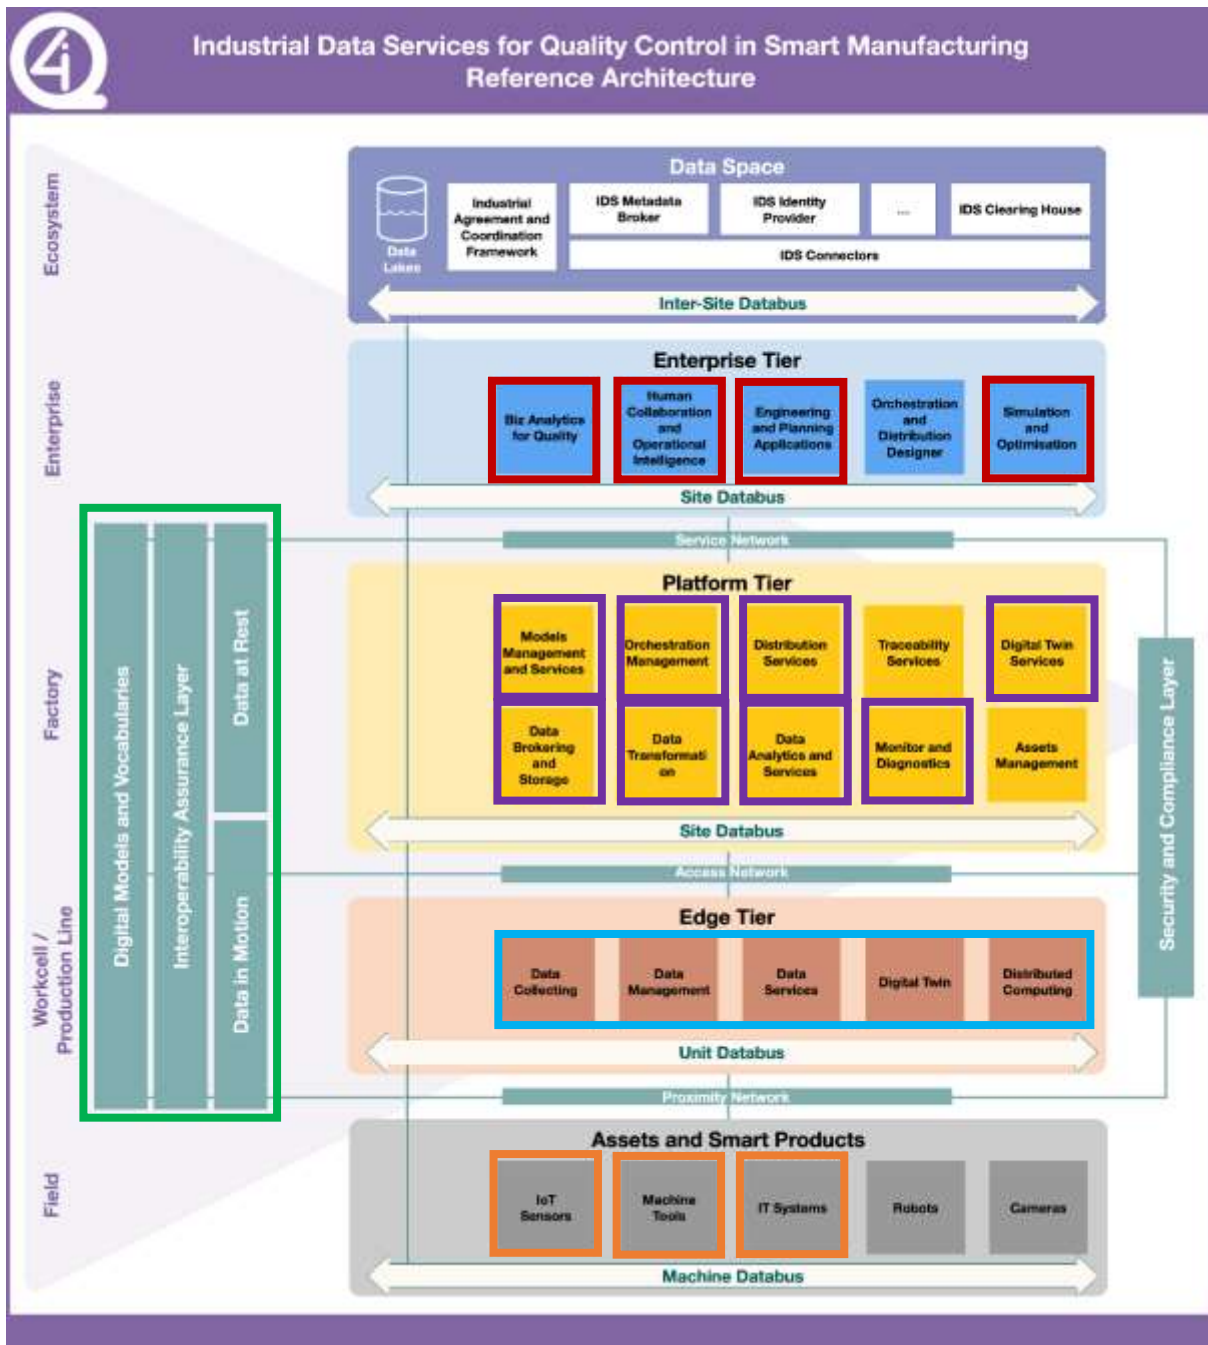 4i
Industrial Data Services for Quality Control in Smart Manufacturing
Reference Architecture
Ecosystem
Data Space
Data
Lakes
Industrial
Agreement and
Coordination
Framework
IDS Metadata
Broker
IDS Identity
Provider
...
IDS Clearing House
IDS Connectors
Inter-Site Databus
Enterprise
Enterprise Tier
Biz Analytics
for Quality
Human
Collaboration
and
Operational
Intelligence
Engineering
and Planning
Applications
Orchestration
and
Distribution
Designer
Simulation
and
Optimisation
Site Databus
Service Network
Factory
Digital Models and Vocabularies
Interoperability Assurance Layer
Data at Rest
Data in Motion
Platform Tier
Models
Management
and Services
Orchestration
Management
Distribution
Services
Traceability
Services
Digital Twin
Services
Data
Brokering
and
Storage
Data
Transformati
on
Data
Analytics and
Services
Monitor and
Diagnostics
Assets
Management
Site Databus
Access Network
Security and Compliance Layer
Workcell /
Production Line
Edge Tier
Data
Collecting
Data
Management
Data
Services
Digital Twin
Distributed
Computing
Unit Databus
Proximity Network
Field
Assets and Smart Products
IoT
Sensors
Machine
Tools
IT Systems
Robots
Cameras
Machine Databus